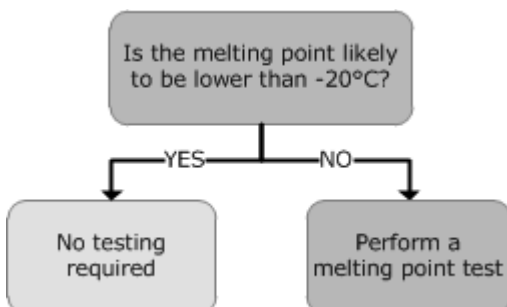 Is the melting point likely
to be lower than -20°C?
YES
NO
No testing
required
Perform a
melting point test